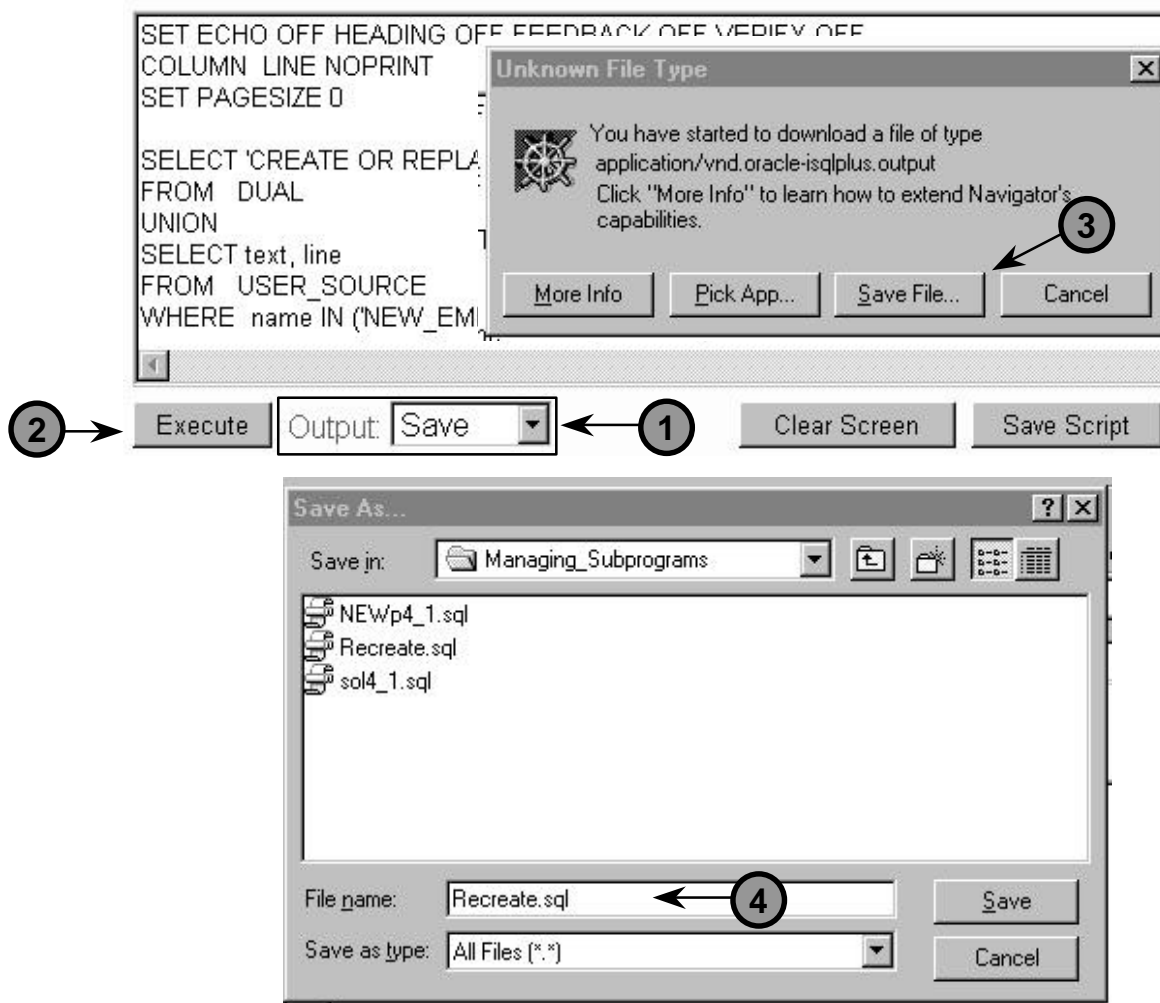 SET ECHO OFF HEADING OFF FEEDBACK OFF VERIFY OFF
COLUMN LINE NOPRINT
SET PAGESIZE 0
SELECT 'CREATE OR REPLA
FROM DUAL
UNION
SELECT text, line
FROM USER_SOURCE
WHERE name IN ('NEW_EM
Unknown File Type
You have started to download a file of type
application/vnd.oracle-isqlplus.output
Click "More Info" to learn how to extend Navigator's
capabilities.
3
More Info Pick App... Save File... Cancel
2 Execute Output: Save 1 Clear Screen Save Script
Save As...
Save in: Managing_Subprograms
NEWp4_1.sql
Recreate.sql
sol4_1.sql
File name: Recreate.sql 4 Save
Save as type: All Files (*.*) Cancel